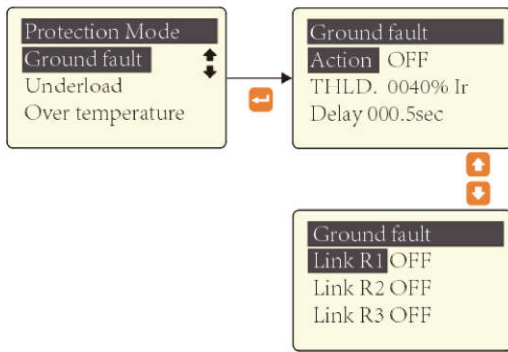 Protection Mode
Ground fault
Underload
Over temperature
Ground fault
Action OFF
THLD. 0040% Ir
Delay 000.5sec
Ground fault
Link R1 OFF
Link R2 OFF
Link R3 OFF